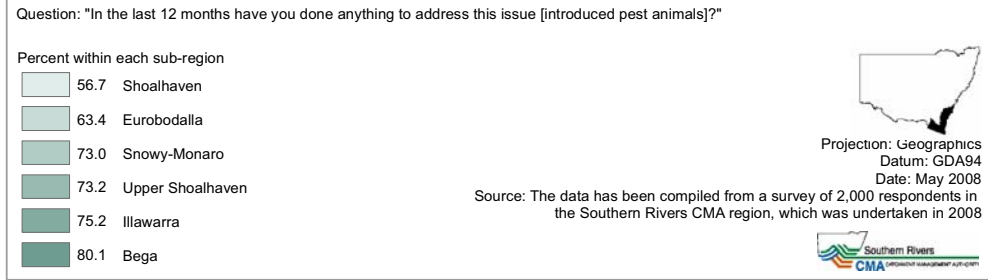 Question: "In the last 12 months have you done anything to address this issue [introduced pest animals]?"
Percent within each sub-region
56.7 Shoalhaven
63.4 Eurobodalla
73.0 Snowy-Monaro
73.2 Upper Shoalhaven
75.2 Illawarra
80.1 Bega
Projection: Geographics
Datum: GDA94
Date: May 2008
Source: The data has been compiled from a survey of 2,000 respondents in
the Southern Rivers CMA region, which was undertaken in 2008
Southern Rivers
CMA CATCHMENT MANAGEMENT AUTHORITY